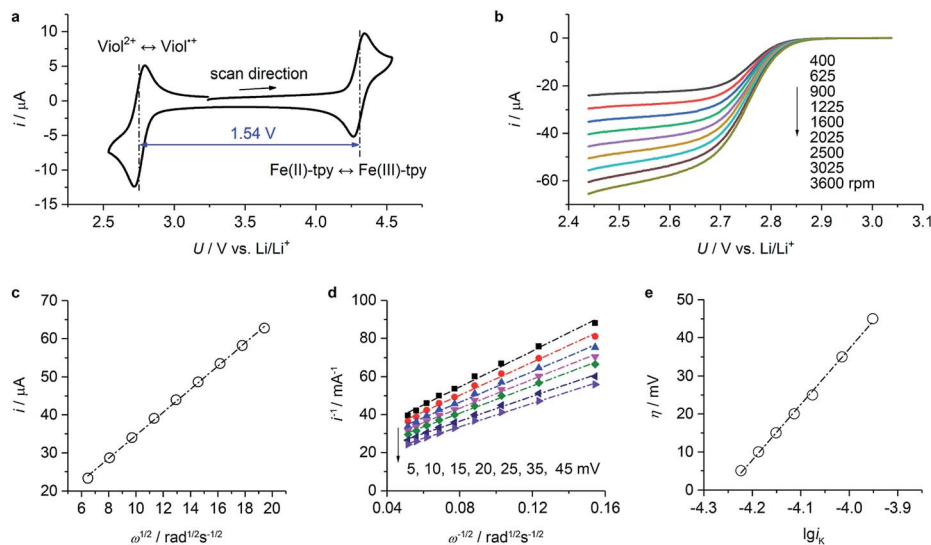 a
Viol²⁺ ↔ Viol•⁺
scan direction
1.54 V
Fe(II)-tpy ↔ Fe(III)-tpy
i / µA
10
5
0
-5
-10
-15
2.5 3.0 3.5 4.0 4.5
U / V vs. Li/Li⁺
b
i / µA
0
-20
-40
-60
400
625
900
1225
1600
2025
2500
3025
3600 rpm
2.4 2.5 2.6 2.7 2.8 2.9 3.0 3.1
U / V vs. Li/Li⁺
c
i / µA
70
60
50
40
30
20
6 8 10 12 14 16 18 20
ω^1/2 / rad^1/2s^-1/2
d
i⁻¹ / mA⁻¹
100
80
60
40
20
0
5, 10, 15, 20, 25, 35, 45 mV
0.04 0.08 0.12 0.16
ω^-1/2 / rad^1/2s^-1/2
e
η / mV
50
40
30
20
10
0
-4.3 -4.2 -4.1 -4.0 -3.9
lgi_K